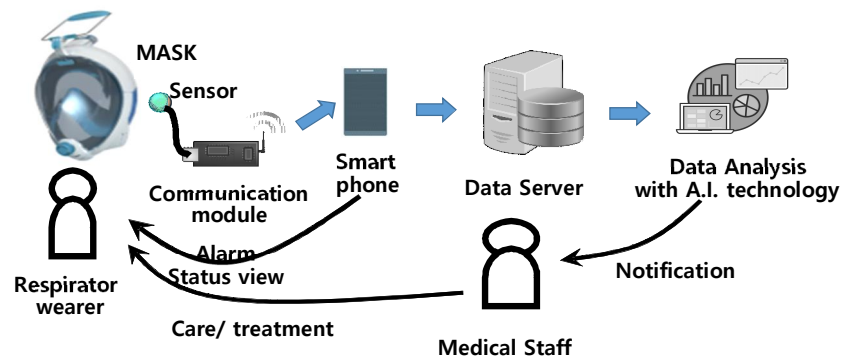 MASK
Sensor
Communication
module
Smart
phone
Data Server
Data Analysis
with A.I. technology
Alarm
Status view
Notification
Respirator
wearer
Care/ treatment
Medical Staff